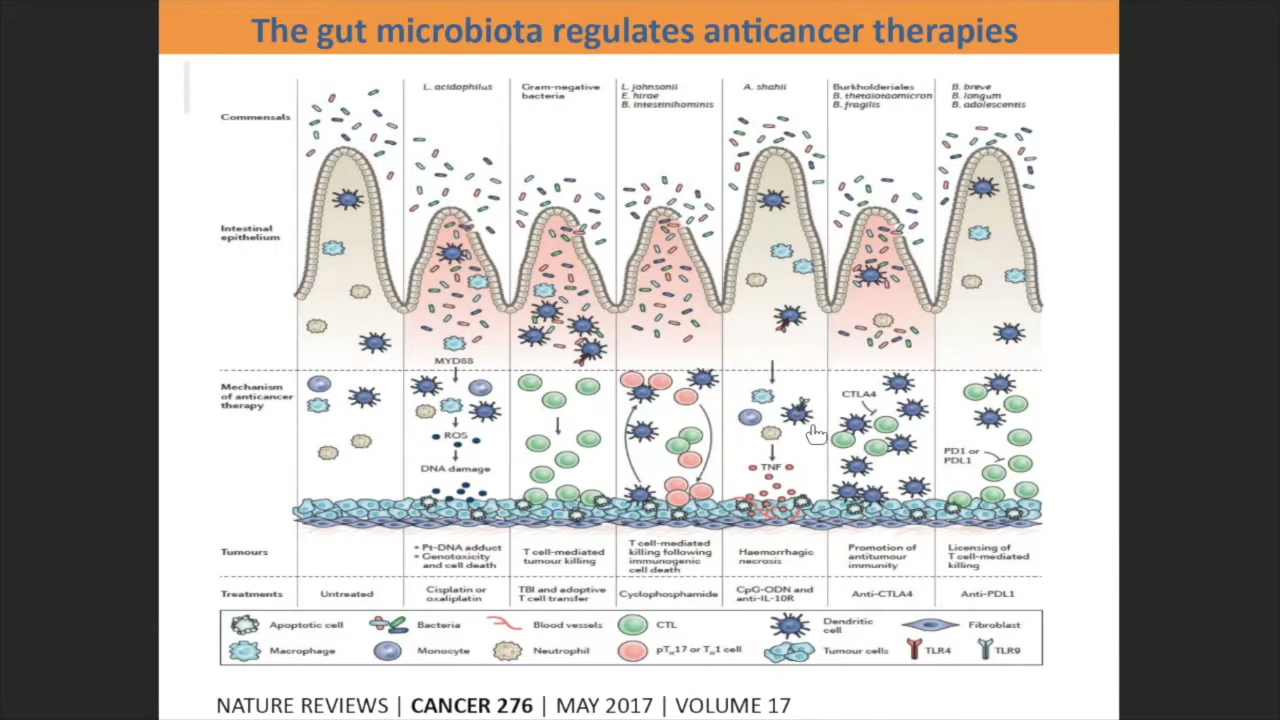 The gut microbiota regulates anticancer therapies
Commensals
L. acidophilus
Gram-negative
bacteria
L. johnsonii
E. hirae
B. intestinihominis
A. shahii
Burkholderiales
B. thetaiotaomicron
B. fragilis
B. breve
B. longum
B. adolescentis
Intestinal
epithelium
MYD88
Mechanism
of anticancer
therapy
ROS
DNA damage
TNF
CTLA4
PD1 or
PDL1
Tumours
• Pt-DNA adduct
• Genotoxicity
and cell death
T cell-mediated
tumour killing
T cell-mediated
killing following
immunogenic
cell death
Haemorrhagic
necrosis
Promotion of
antitumour
immunity
Licensing of
T cell-mediated
killing
Treatments
Untreated
Cisplatin or
oxaliplatin
TBI and adoptive
T cell transfer
Cyclophosphamide
CpG-ODN and
anti-IL-10R
Anti-CTLA4
Anti-PDL1
Apoptotic cell
Bacteria
Blood vessels
CTL
Dendritic
cell
Fibroblast
Macrophage
Monocyte
Neutrophil
pTH17 or TH1 cell
Tumour cells
TLR4
TLR9
NATURE REVIEWS | CANCER 276 | MAY 2017 | VOLUME 17